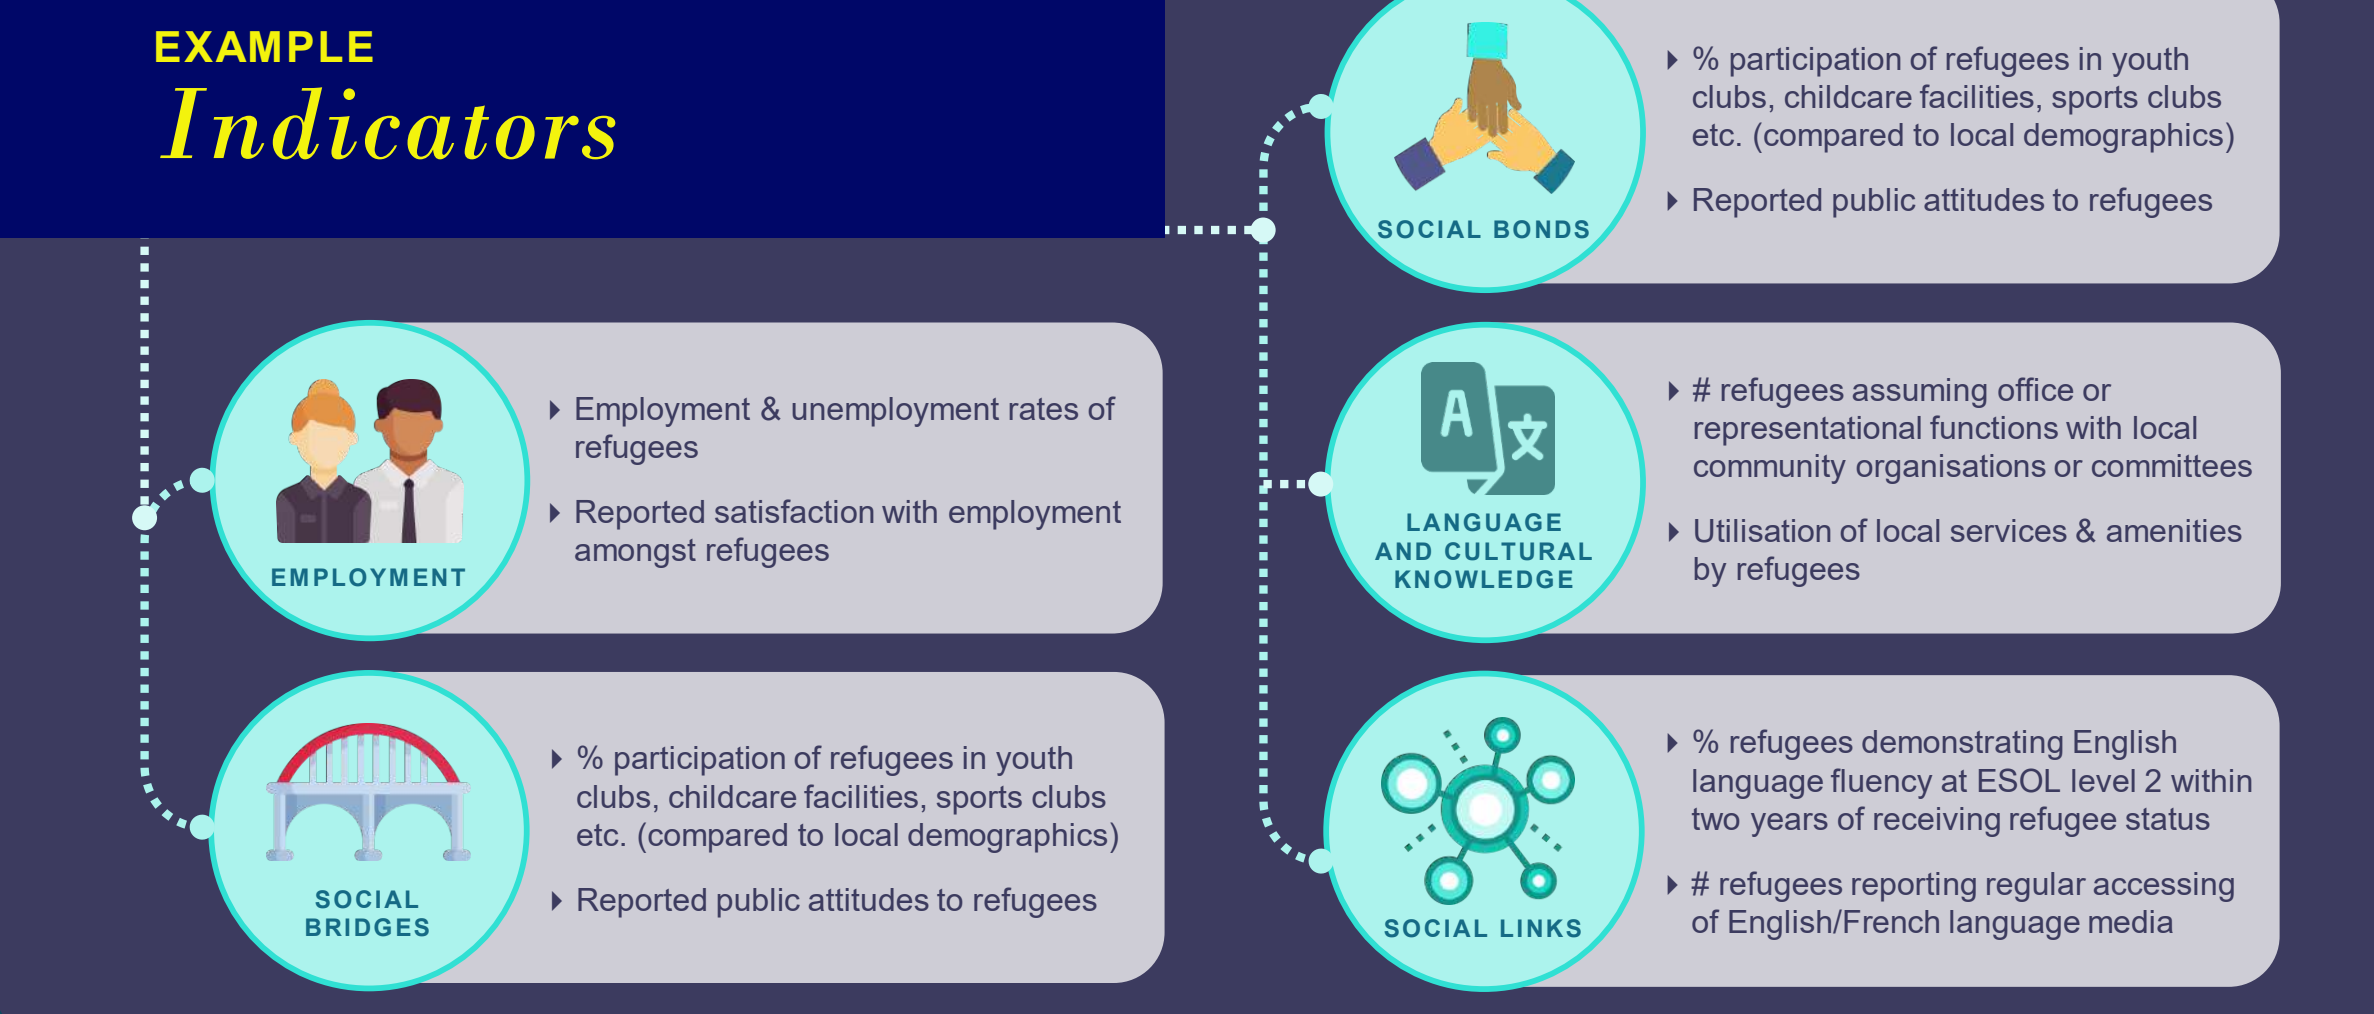 EXAMPLE
Indicators
EMPLOYMENT
‣ Employment & unemployment rates of
refugees
‣ Reported satisfaction with employment
amongst refugees
SOCIAL
BRIDGES
‣ % participation of refugees in youth
clubs, childcare facilities, sports clubs
etc. (compared to local demographics)
‣ Reported public attitudes to refugees
SOCIAL BONDS
‣ % participation of refugees in youth
clubs, childcare facilities, sports clubs
etc. (compared to local demographics)
‣ Reported public attitudes to refugees
A
文
LANGUAGE
AND CULTURAL
KNOWLEDGE
‣ # refugees assuming office or
representational functions with local
community organisations or committees
‣ Utilisation of local services & amenities
by refugees
SOCIAL LINKS
‣ % refugees demonstrating English
language fluency at ESOL level 2 within
two years of receiving refugee status
‣ # refugees reporting regular accessing
of English/French language media